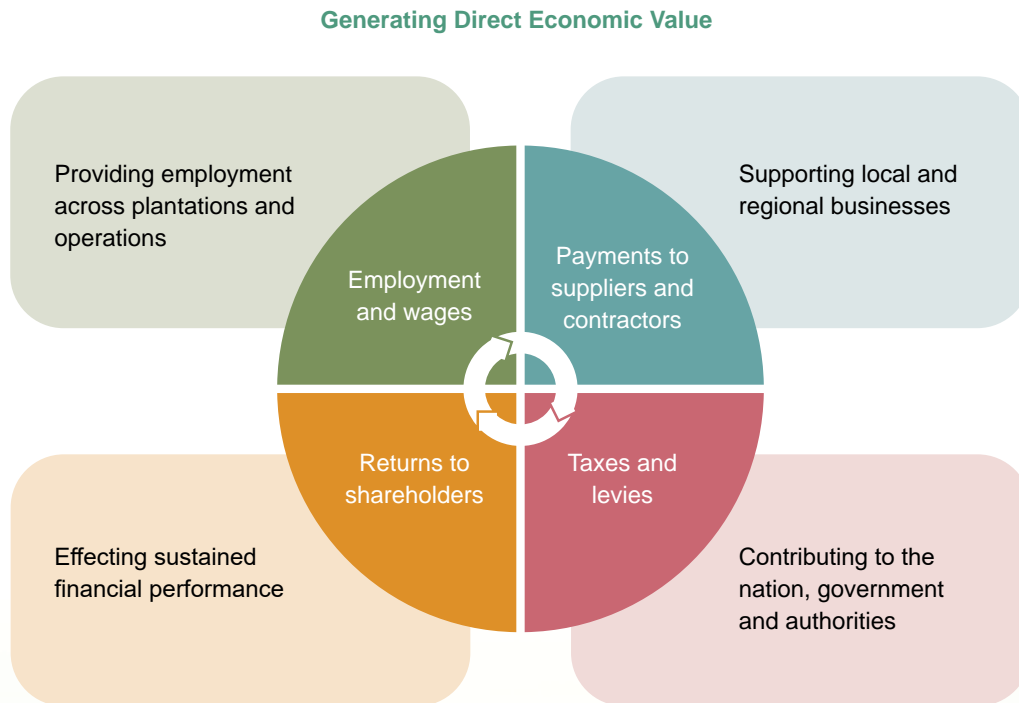 Generating Direct Economic Value
Providing employment
across plantations and
operations
Employment
and wages
Payments to
suppliers and
contractors
Supporting local and
regional businesses
Effecting sustained
financial performance
Returns to
shareholders
Taxes and
levies
Contributing to the
nation, government
and authorities